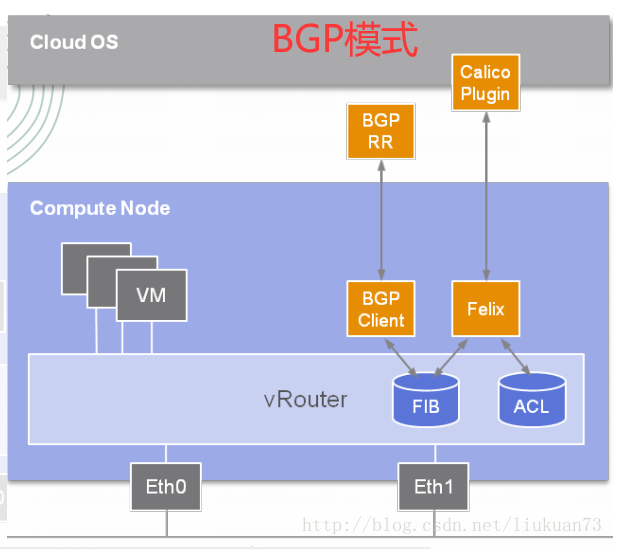 Cloud OS
BGP模式
Calico
Plugin
BGP
RR
Compute Node
VM
BGP
Client
Felix
vRouter
FIB
ACL
Eth0
Eth1
http://blog.csdn.net/liukuan73